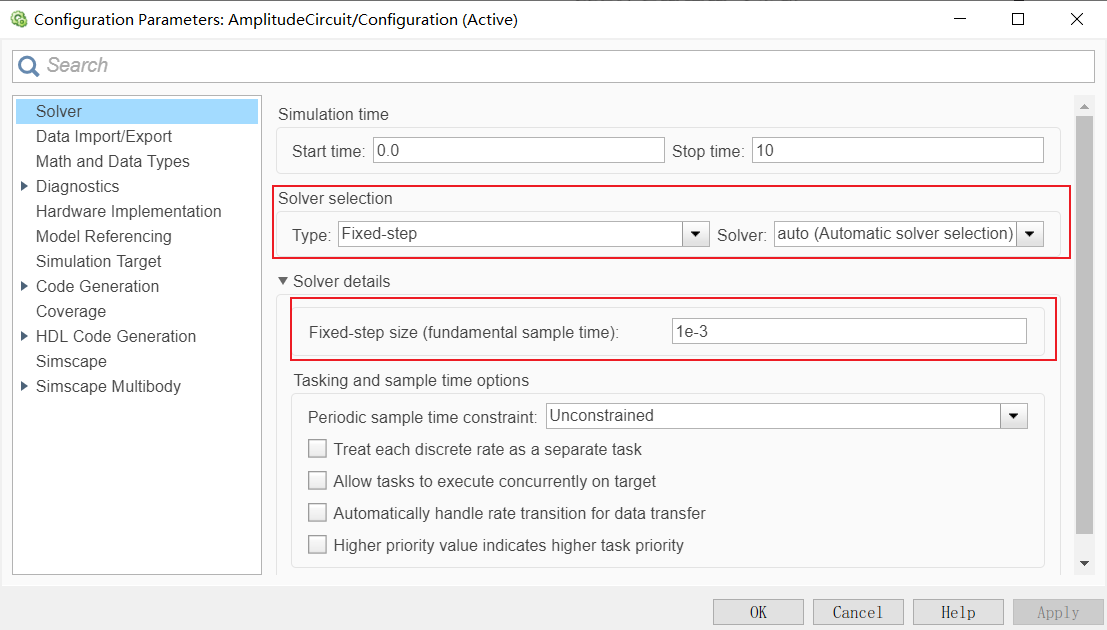 Configuration Parameters: AmplitudeCircuit/Configuration (Active)
Search
Solver
Data Import/Export
Math and Data Types
Diagnostics
Hardware Implementation
Model Referencing
Simulation Target
Code Generation
Coverage
HDL Code Generation
Simscape
Simscape Multibody
Simulation time
Start time: 0.0 Stop time: 10
Solver selection
Type: Fixed-step Solver: auto (Automatic solver selection)
Solver details
Fixed-step size (fundamental sample time): 1e-3
Tasking and sample time options
Periodic sample time constraint: Unconstrained
Treat each discrete rate as a separate task
Allow tasks to execute concurrently on target
Automatically handle rate transition for data transfer
Higher priority value indicates higher task priority
OK Cancel Help Apply